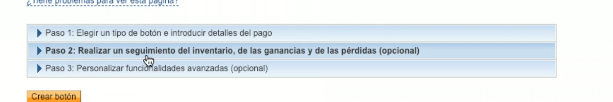 ¿Tiene problemas para ver esta página?
Paso 1: Elegir un tipo de botón e introducir detalles del pago
Paso 2: Realizar un seguimiento del inventario, de las ganancias y de las pérdidas (opcional)
Paso 3: Personalizar funcionalidades avanzadas (opcional)
Crear botón